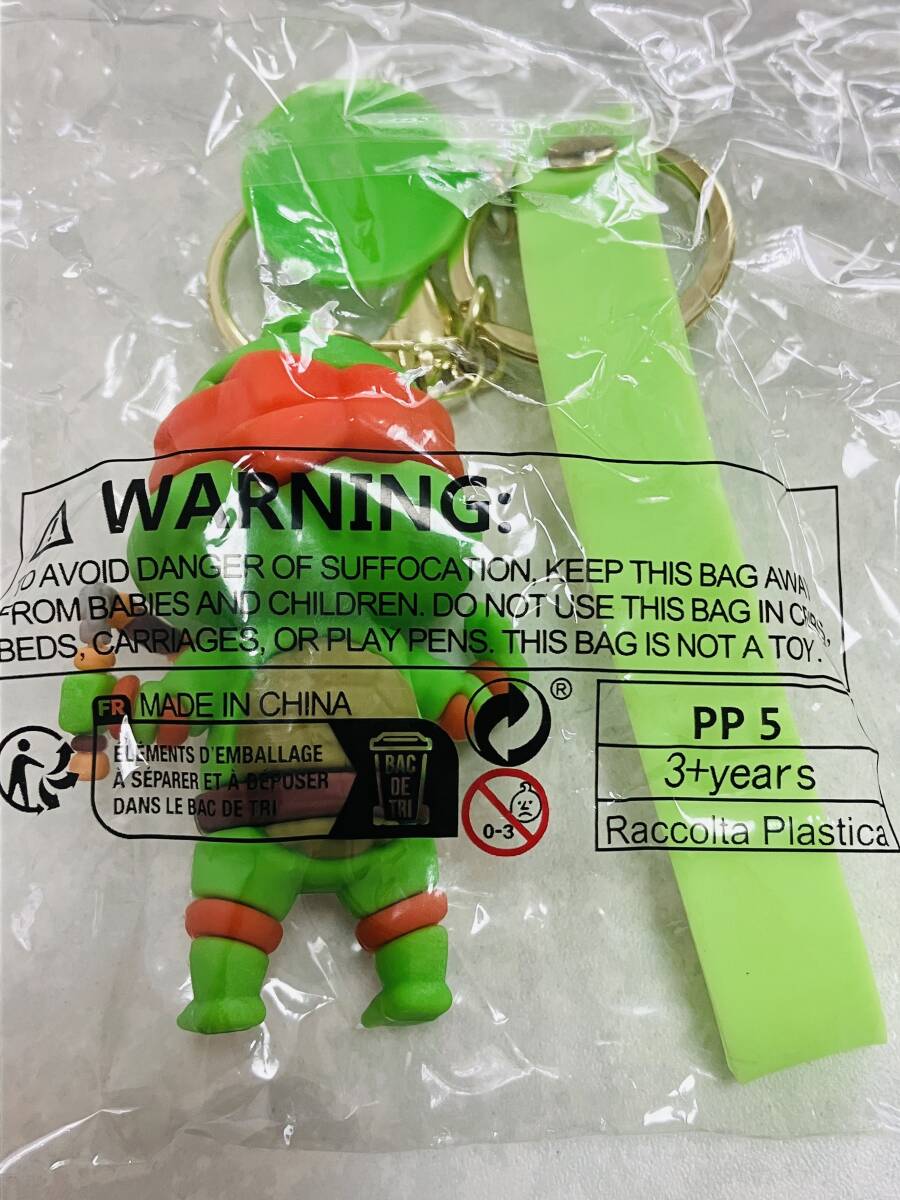 WARNING:
TO AVOID DANGER OF SUFFOCATION. KEEP THIS BAG AWAY
FROM BABIES AND CHILDREN. DO NOT USE THIS BAG IN CRIBS,
BEDS, CARRIAGES, OR PLAY PENS. THIS BAG IS NOT A TOY.
FR MADE IN CHINA
ÉLÉMENTS D'EMBALLAGE
À SÉPARER ET À DÉPOSER
DANS LE BAC DE TRI
BAC
DE
TRI
®
0-3
PP 5
3+years
Raccolta Plastica